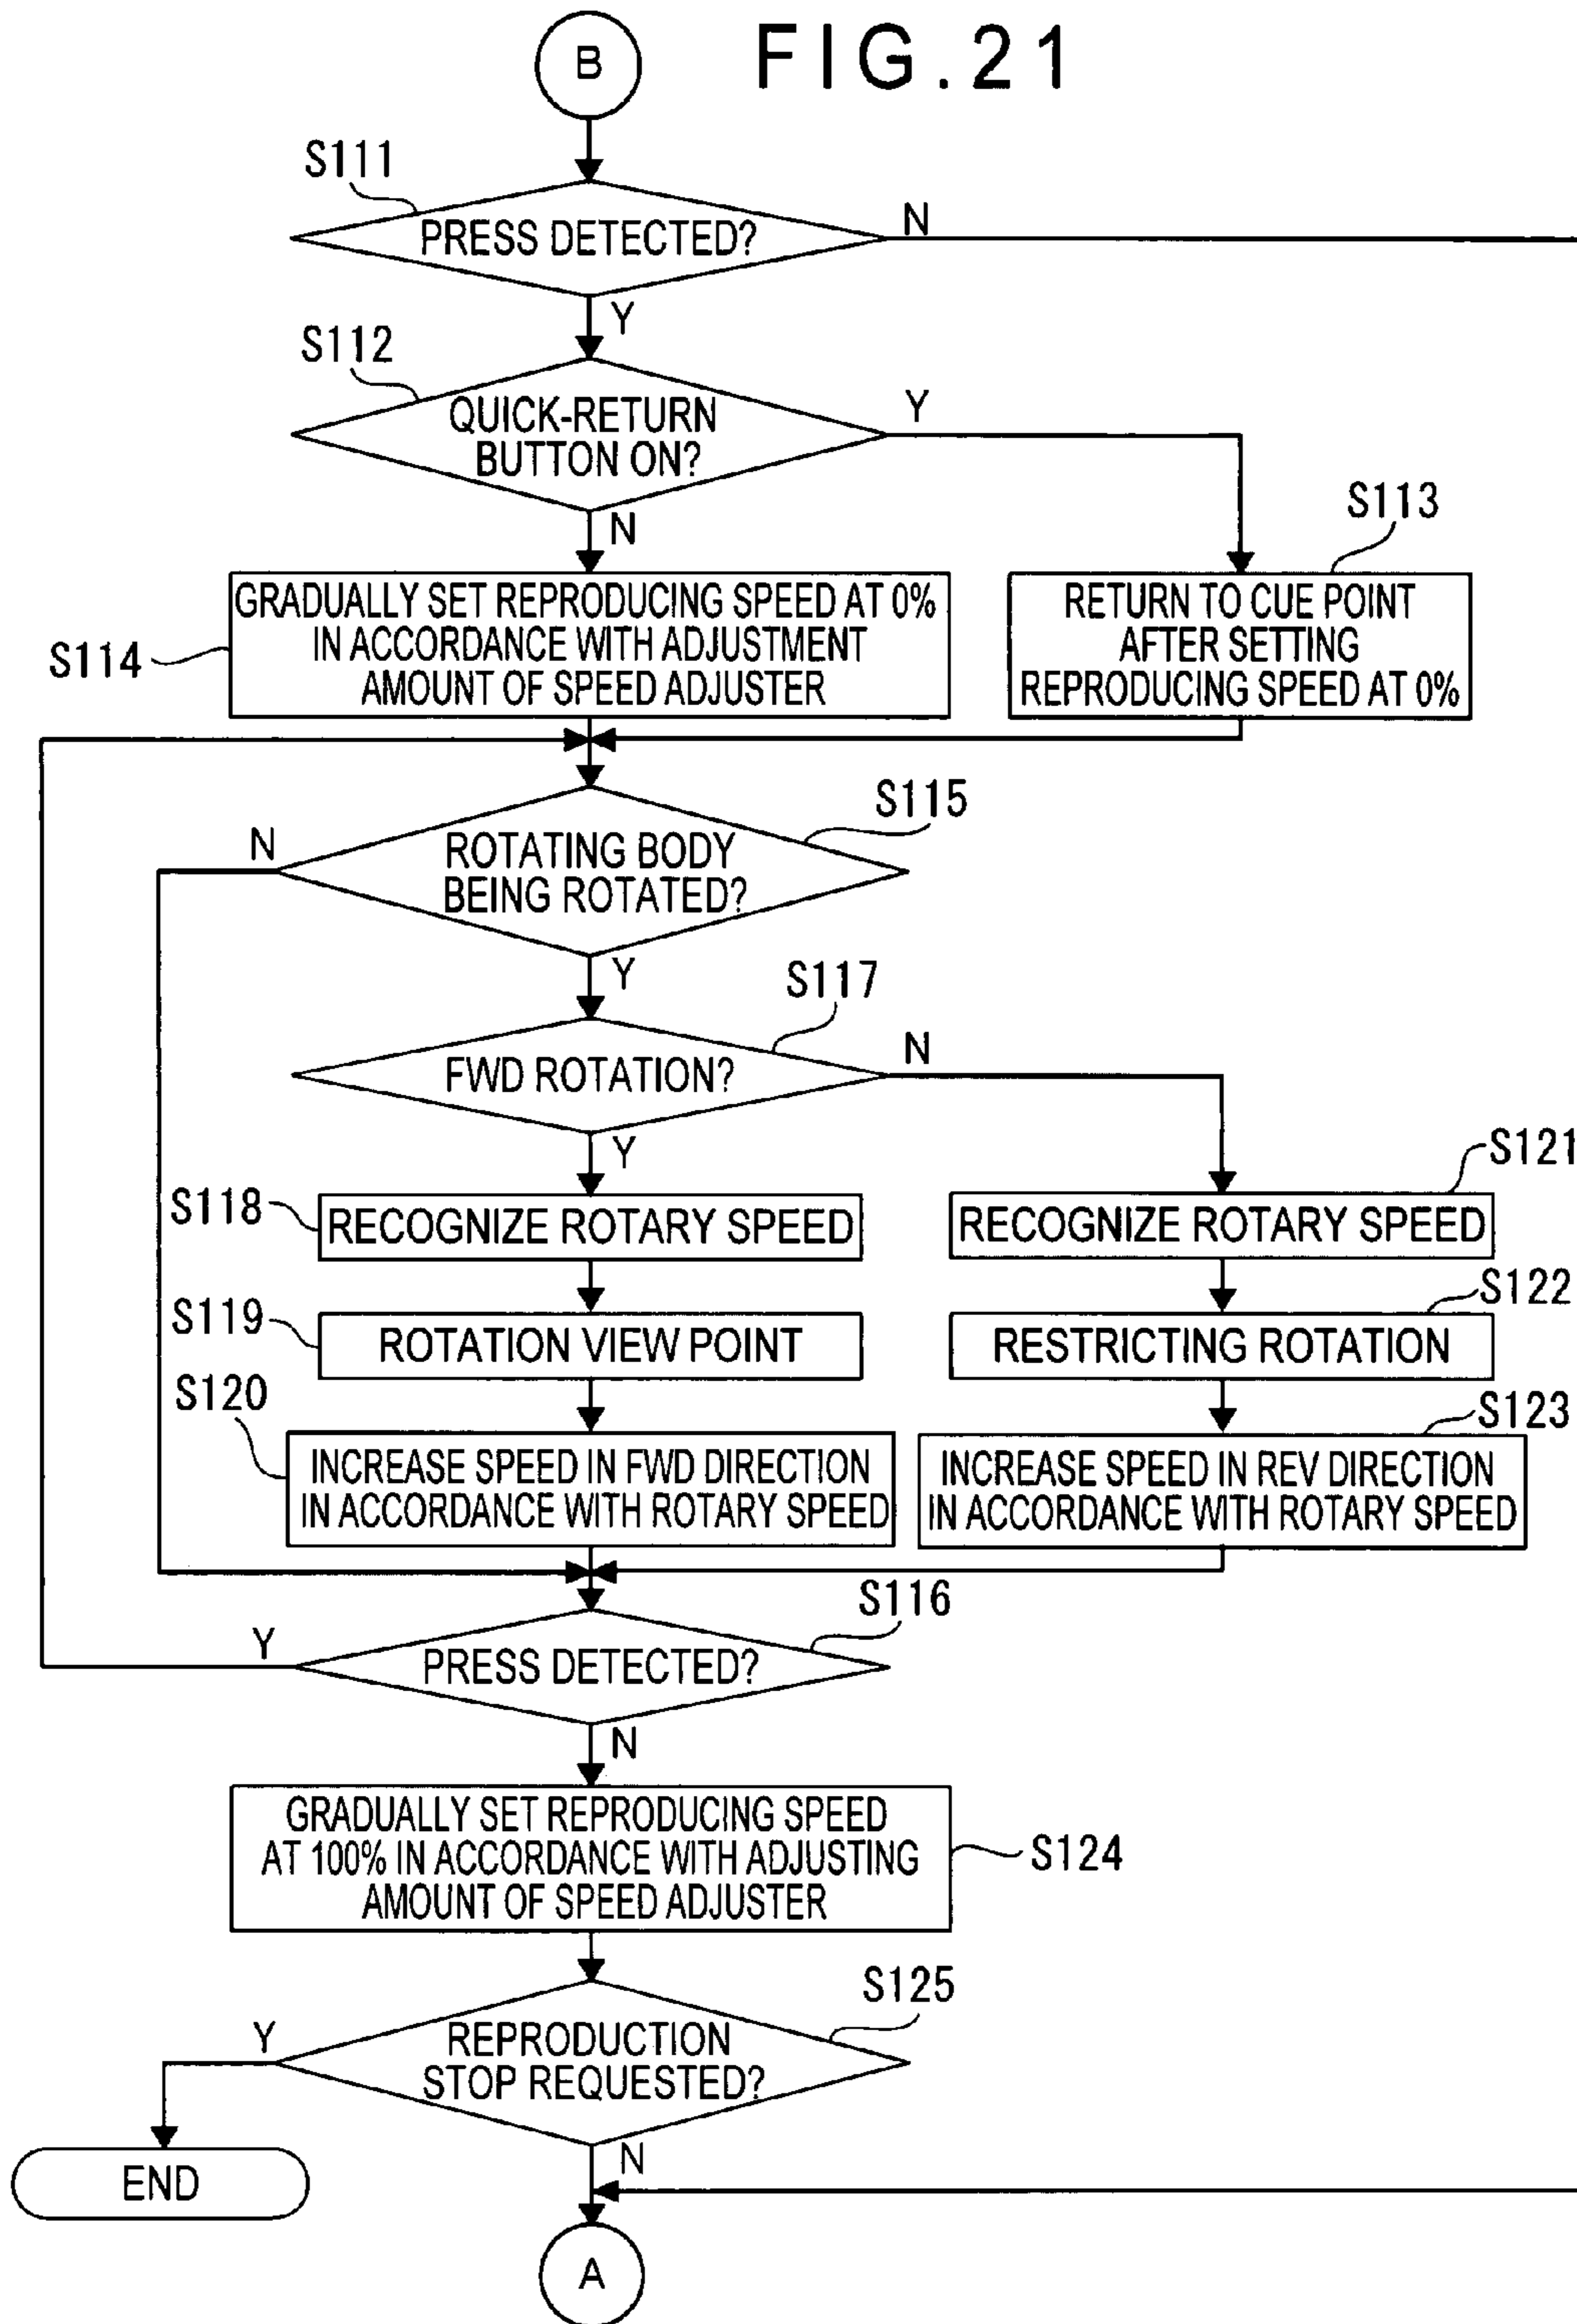 FIG.21
B
S111
PRESS DETECTED?
N
Y
S112
QUICK-RETURN
BUTTON ON?
Y
N
S113
RETURN TO CUE POINT
AFTER SETTING
REPRODUCING SPEED AT 0%
S114
GRADUALLY SET REPRODUCING SPEED AT 0%
IN ACCORDANCE WITH ADJUSTMENT
AMOUNT OF SPEED ADJUSTER
S115
ROTATING BODY
BEING ROTATED?
N
Y
S117
FWD ROTATION?
N
Y
S118
RECOGNIZE ROTARY SPEED
S119
ROTATION VIEW POINT
S120
INCREASE SPEED IN FWD DIRECTION
IN ACCORDANCE WITH ROTARY SPEED
S121
RECOGNIZE ROTARY SPEED
S122
RESTRICTING ROTATION
S123
INCREASE SPEED IN REV DIRECTION
IN ACCORDANCE WITH ROTARY SPEED
S116
PRESS DETECTED?
Y
N
GRADUALLY SET REPRODUCING SPEED
AT 100% IN ACCORDANCE WITH ADJUSTING
AMOUNT OF SPEED ADJUSTER
S124
S125
REPRODUCTION
STOP REQUESTED?
Y
N
END
A